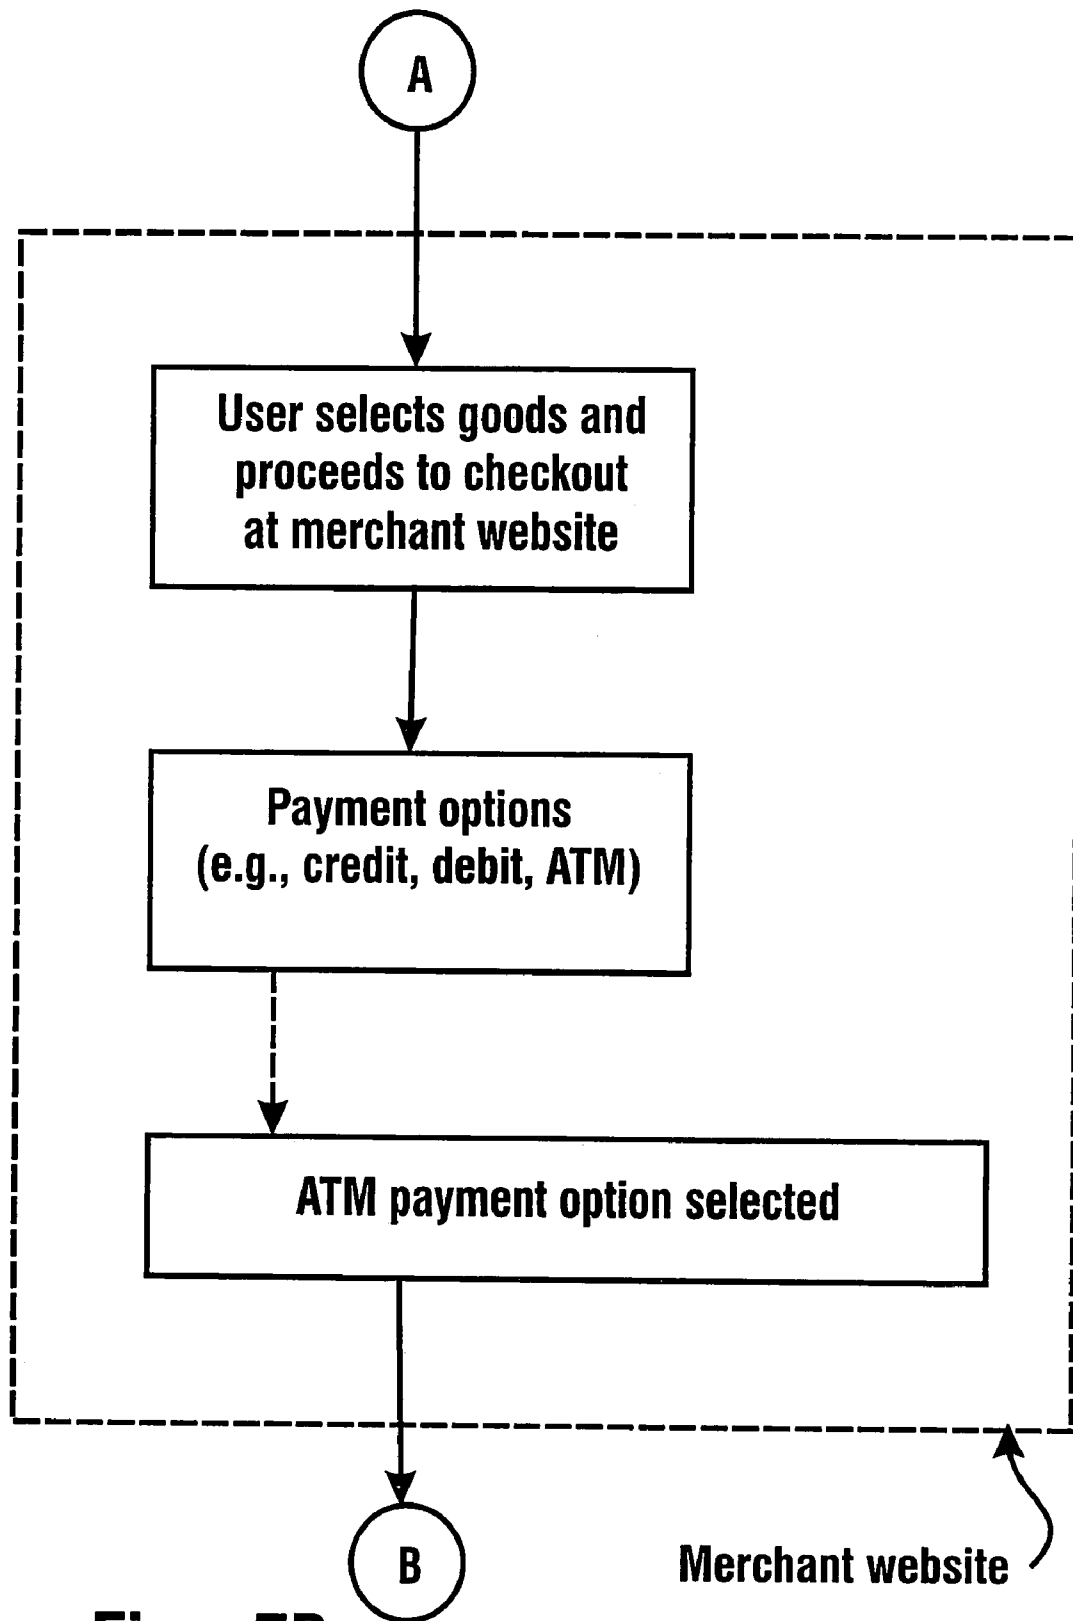 A
User selects goods and
proceeds to checkout
at merchant website
Payment options
(e.g., credit, debit, ATM)
ATM payment option selected
B
Merchant website